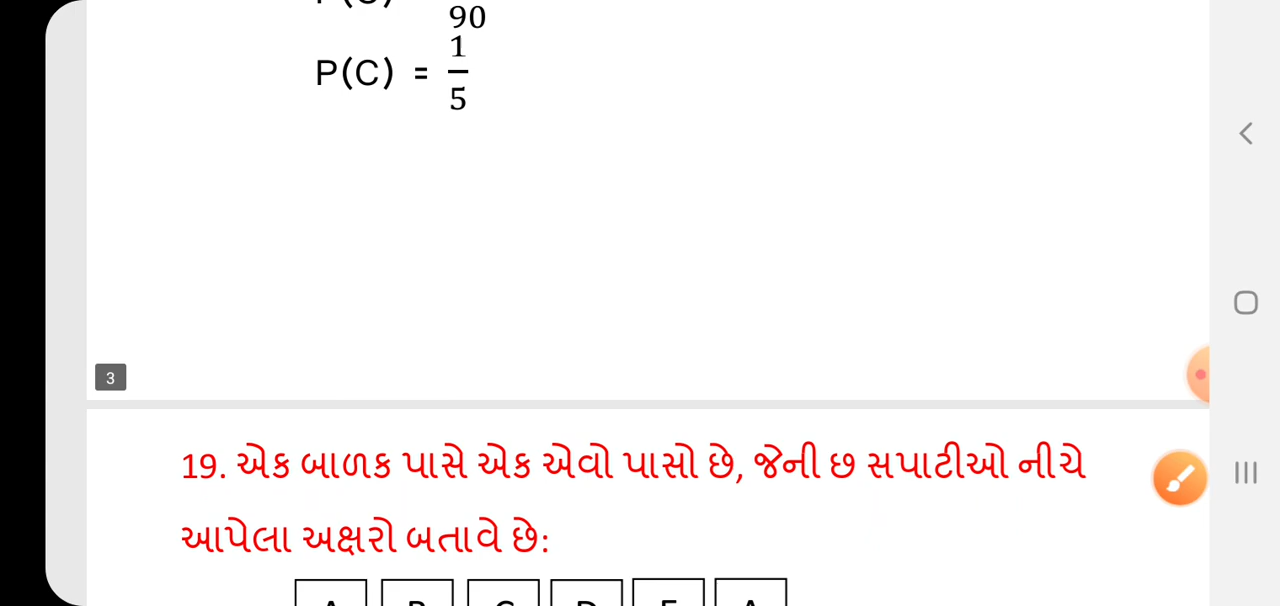 90
P(C) = 1/5
3
19. એક બાળક પાસે એક એવો પાસો છે, જેની છ સપાટીઓ નીચે
આપેલા અક્ષરો બતાવે છે: